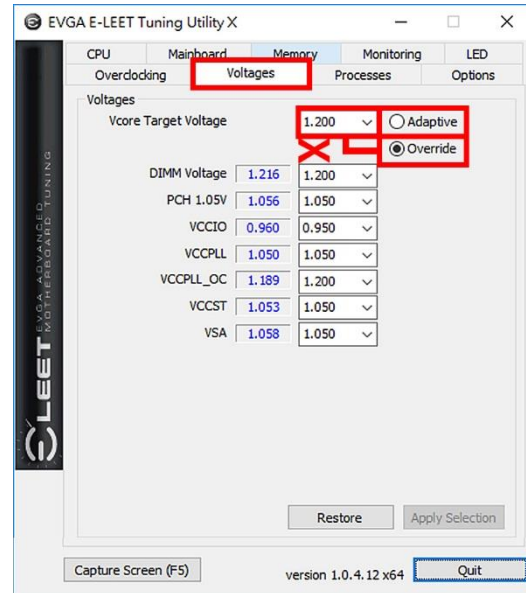 EVGA E-LEET Tuning Utility X
CPU Mainboard Memory Monitoring LED
Overclocking Voltages Processes Options
Voltages
Vcore Target Voltage 1.200 Adaptive
Override
DIMM Voltage 1.216 1.200
PCH 1.05V 1.056 1.050
VCCIO 0.960 0.950
VCCPLL 1.050 1.050
VCCPLL_OC 1.189 1.200
VCCST 1.053 1.050
VSA 1.058 1.050
ELEET EVGA ADVANCED
MOTHERBOARD TUNING
Restore Apply Selection
Capture Screen (F5) version 1.0.4.12 x64 Quit